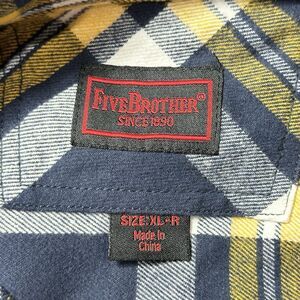 FIVEBROTHER®
SINCE 1890
SIZE:XL-R
Made In
China